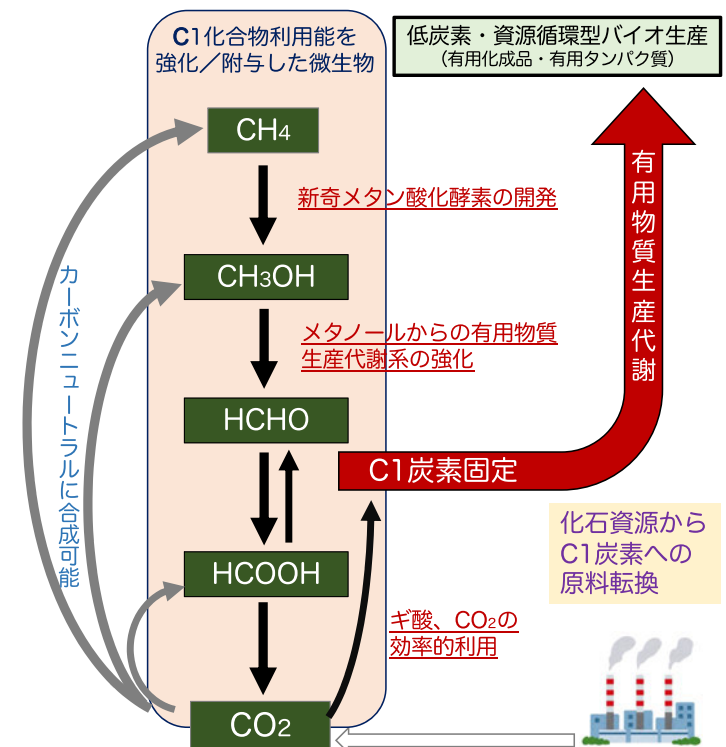 C1化合物利用能を
強化／附与した微生物
低炭素・資源循環型バイオ生産
（有用化成品・有用タンパク質）
CH4
新奇メタン酸化酵素の開発
CH3OH
メタノールからの有用物質
生産代謝系の強化
HCHO
C1炭素固定
有用物質生産代謝
カーボンニュートラルに合成可能
化石資源から
C1炭素への
原料転換
HCOOH
ギ酸、CO2の
効率的利用
CO2